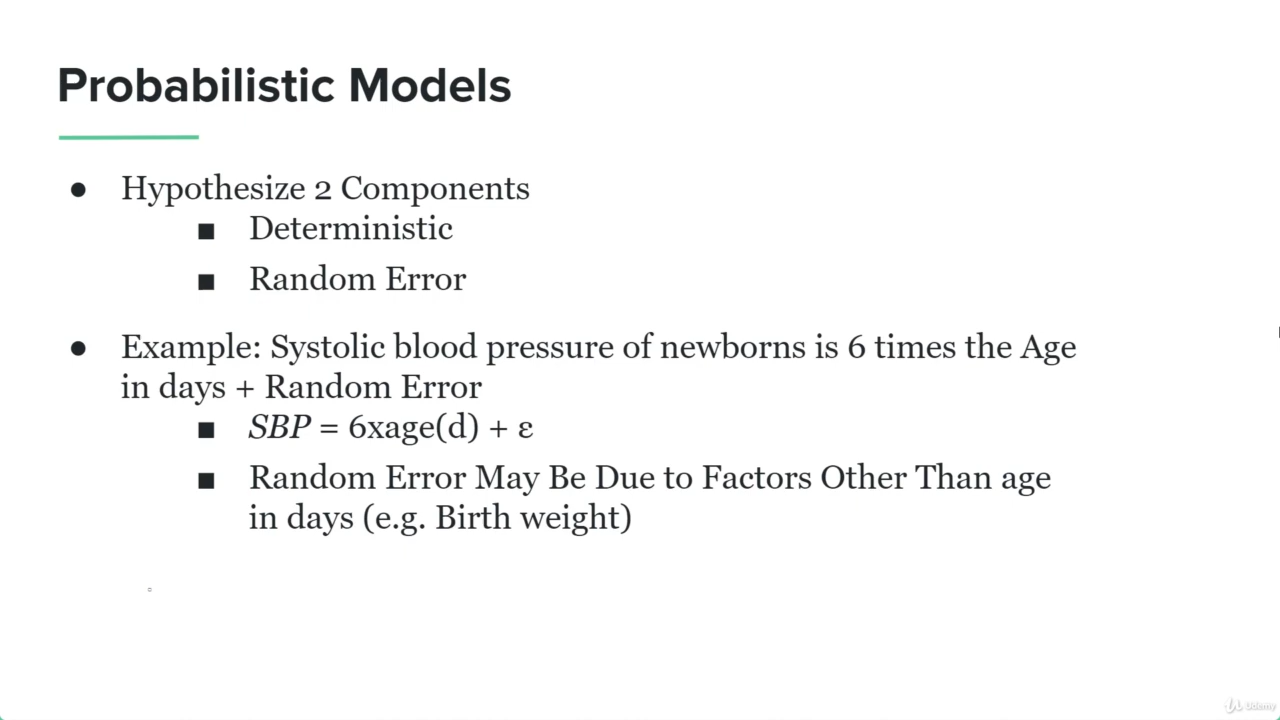 Probabilistic Models
● Hypothesize 2 Components
■ Deterministic
■ Random Error
● Example: Systolic blood pressure of newborns is 6 times the Age
in days + Random Error
■ SBP = 6xage(d) + ε
■ Random Error May Be Due to Factors Other Than age
in days (e.g. Birth weight)
Udemy